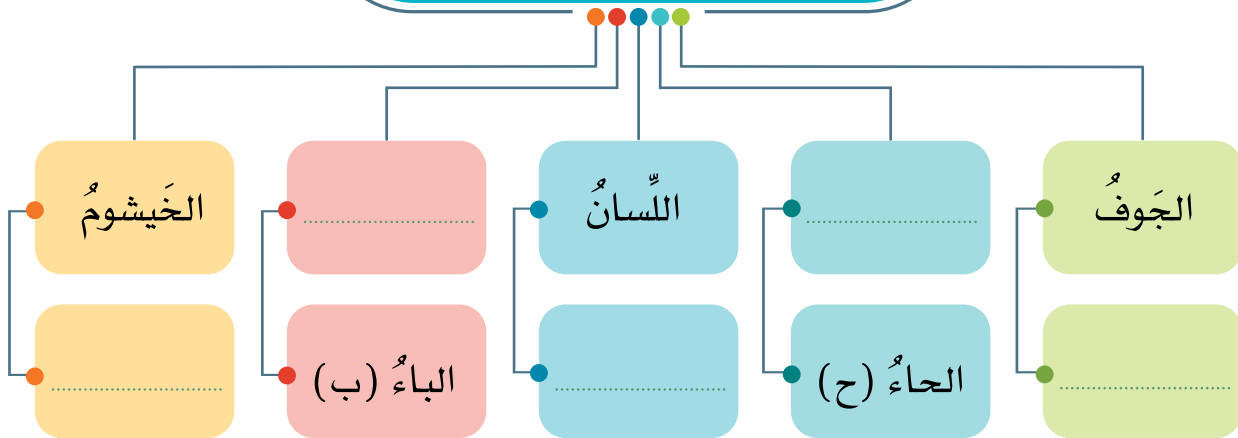 الجَوفُ
اللِّسانُ
الخَيشومُ
الحاءُ (ح)
الباءُ (ب)